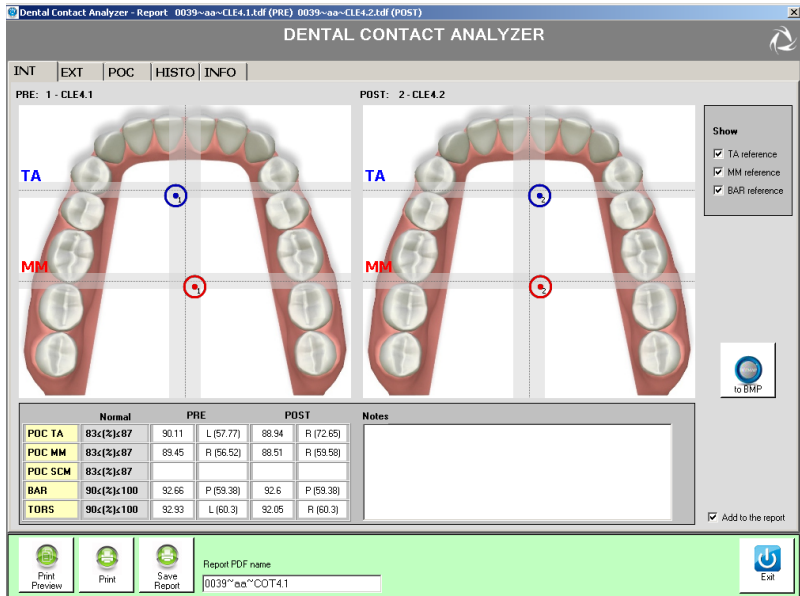 Dental Contact Analyzer - Report 0039~aa~CLE4.1.tdf (PRE) 0039~aa~CLE4.2.tdf (POST)
DENTAL CONTACT ANALYZER
INT EXT POC HISTO INFO
PRE: 1 - CLE4.1
POST: 2 - CLE4.2
Show
TA reference
MM reference
BAR reference
TA
1
MM
1
TA
2
MM
2
to BMP
Normal PRE POST
POC TA 83≤(%)≤87 90.11 L (57.77) 88.94 R (72.65)
POC MM 83≤(%)≤87 89.45 R (56.52) 88.51 R (59.58)
POC SCM 83≤(%)≤87
BAR 90≤(%)≤100 92.66 P (59.38) 92.6 P (59.38)
TORS 90≤(%)≤100 92.93 L (60.3) 92.05 R (60.3)
Notes
Add to the report
Print Preview
Print
Save Report
Report PDF name
0039~aa~COT4.1
Exit